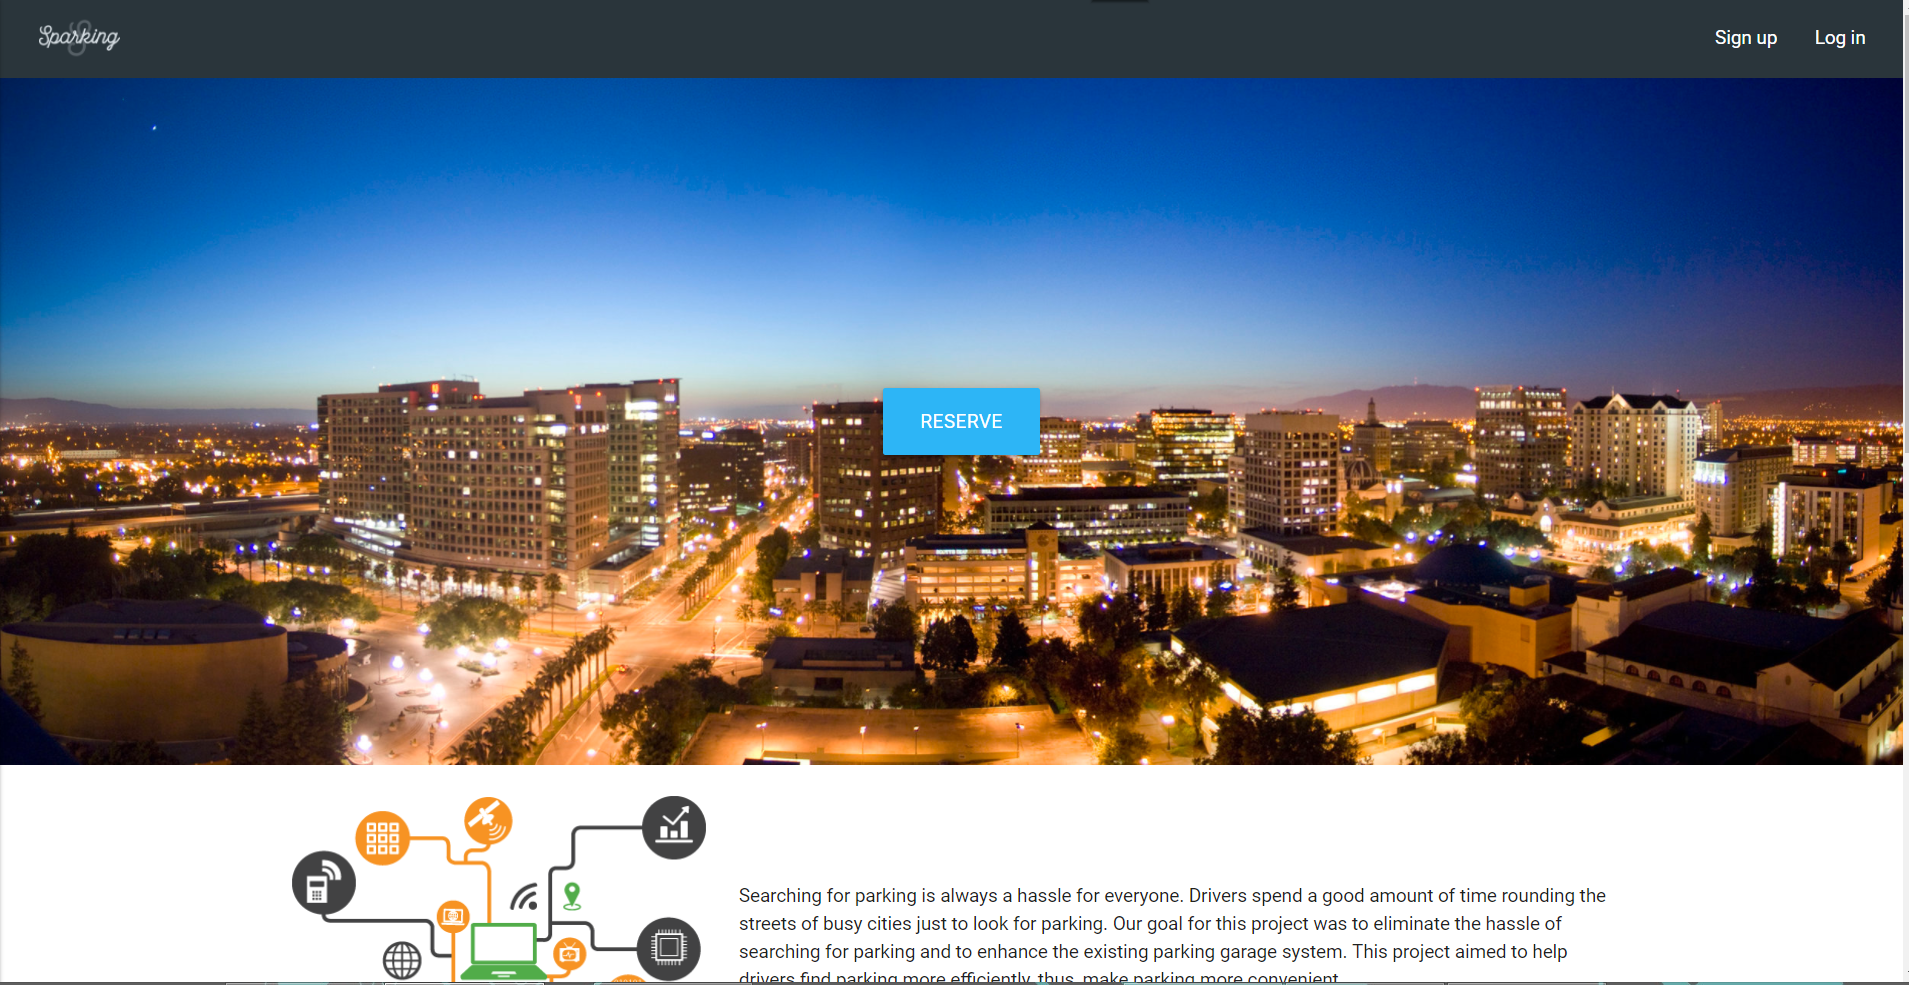 Sparking
Sign up
Log in
RESERVE
Searching for parking is always a hassle for everyone. Drivers spend a good amount of time rounding the
streets of busy cities just to look for parking. Our goal for this project was to eliminate the hassle of
searching for parking and to enhance the existing parking garage system. This project aimed to help
drivers find parking more efficiently, thus, make parking more convenient.